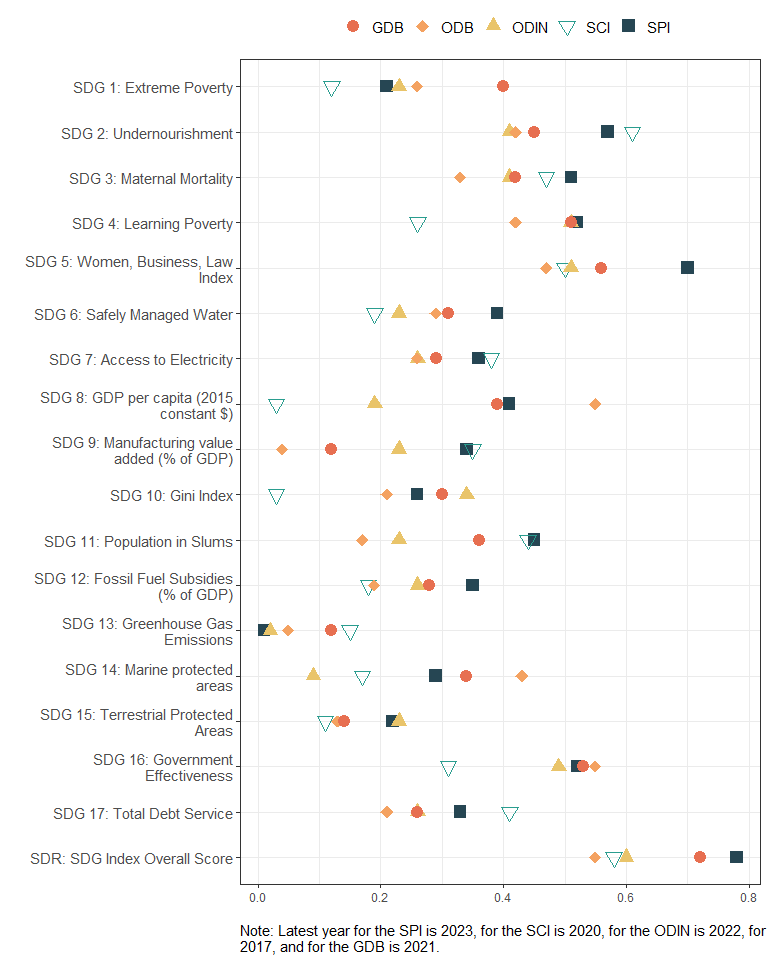 GDB ODB ODIN SCI SPI
SDG 1: Extreme Poverty
SDG 2: Undernourishment
SDG 3: Maternal Mortality
SDG 4: Learning Poverty
SDG 5: Women, Business, Law
Index
SDG 6: Safely Managed Water
SDG 7: Access to Electricity
SDG 8: GDP per capita (2015
constant $)
SDG 9: Manufacturing value
added (% of GDP)
SDG 10: Gini Index
SDG 11: Population in Slums
SDG 12: Fossil Fuel Subsidies
(% of GDP)
SDG 13: Greenhouse Gas
Emissions
SDG 14: Marine protected
areas
SDG 15: Terrestrial Protected
Areas
SDG 16: Government
Effectiveness
SDG 17: Total Debt Service
SDR: SDG Index Overall Score
0.0 0.2 0.4 0.6 0.8
Note: Latest year for the SPI is 2023, for the SCI is 2020, for the ODIN is 2022, for
2017, and for the GDB is 2021.